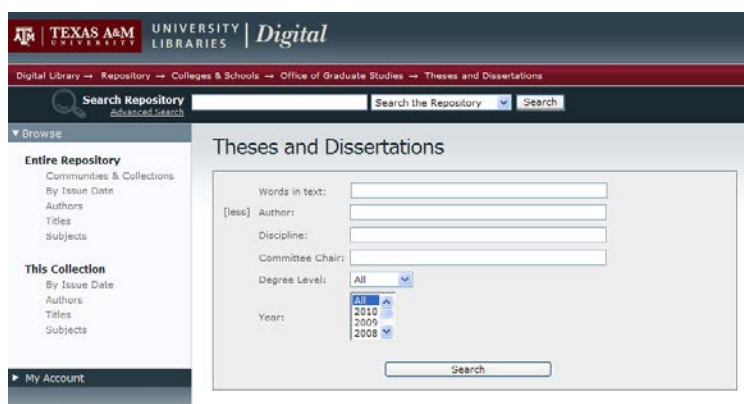 TEXAS A&M UNIVERSITY
UNIVERSITY LIBRARIES Digital
Digital Library → Repository → Colleges & Schools → Office of Graduate Studies → Theses and Dissertations
Search Repository Search the Repository Search
Advanced Search
▼ Browse
Entire Repository
Communities & Collections
By Issue Date
Authors
Titles
Subjects
This Collection
By Issue Date
Authors
Titles
Subjects
► My Account
Theses and Dissertations
Words in text:
[less] Author:
Discipline:
Committee Chair:
Degree Level: All
Year: All
2010
2009
2008
Search